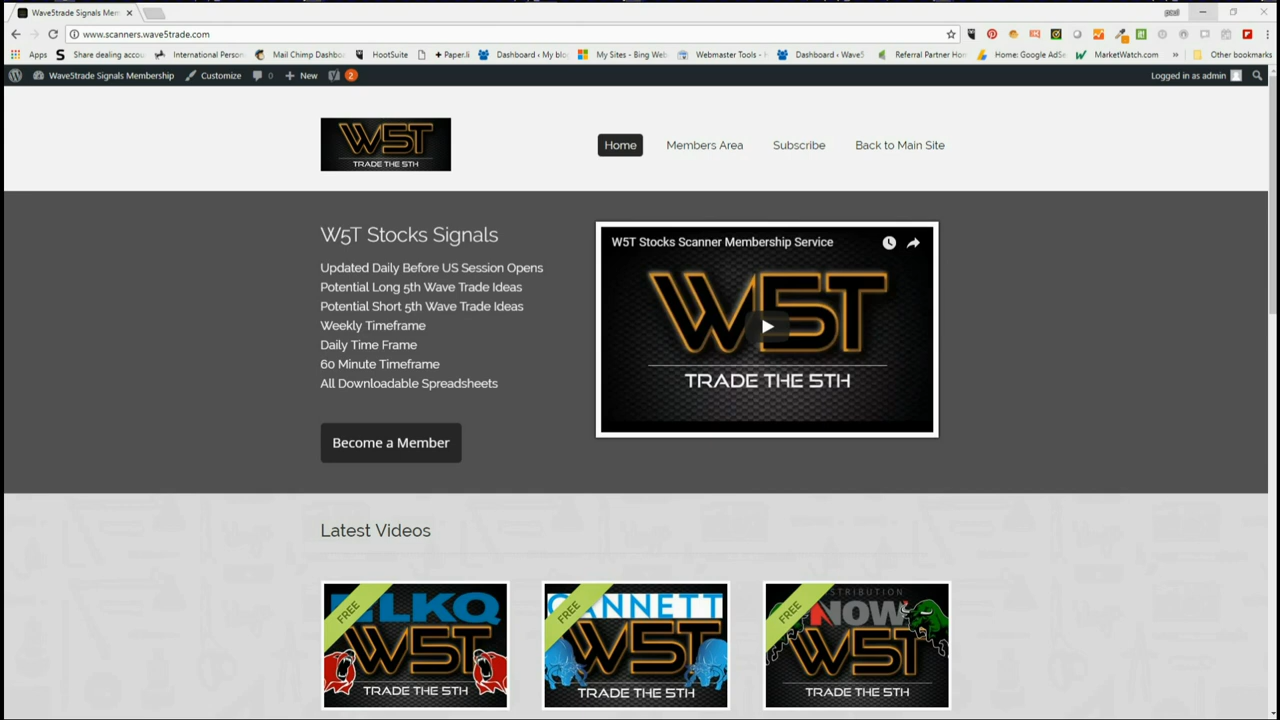 Wave5trade Signals Mem
paul
www.scanners.wave5trade.com
Apps
Share dealing accou
International Person
Mail Chimp Dashbo
HootSuite
+ Paper.li
Dashboard ‹ My blo
My Sites - Bing Web
Webmaster Tools -
Dashboard ‹ Wave5
Referral Partner Ho
Home: Google AdSe
MarketWatch.com
»
Other bookmarks
Wave5trade Signals Membership
Customize
0
New
2
Logged in as admin
W5T
TRADE THE 5TH
Home
Members Area
Subscribe
Back to Main Site
W5T Stocks Signals
Updated Daily Before US Session Opens
Potential Long 5th Wave Trade Ideas
Potential Short 5th Wave Trade Ideas
Weekly Timeframe
Daily Time Frame
60 Minute Timeframe
All Downloadable Spreadsheets
Become a Member
W5T Stocks Scanner Membership Service
W5T
TRADE THE 5TH
Latest Videos
FREE
LKQ
W5T
TRADE THE 5TH
FREE
GANNETT
W5T
TRADE THE 5TH
FREE
DISTRIBUTION
NOW
W5T
TRADE THE 5TH